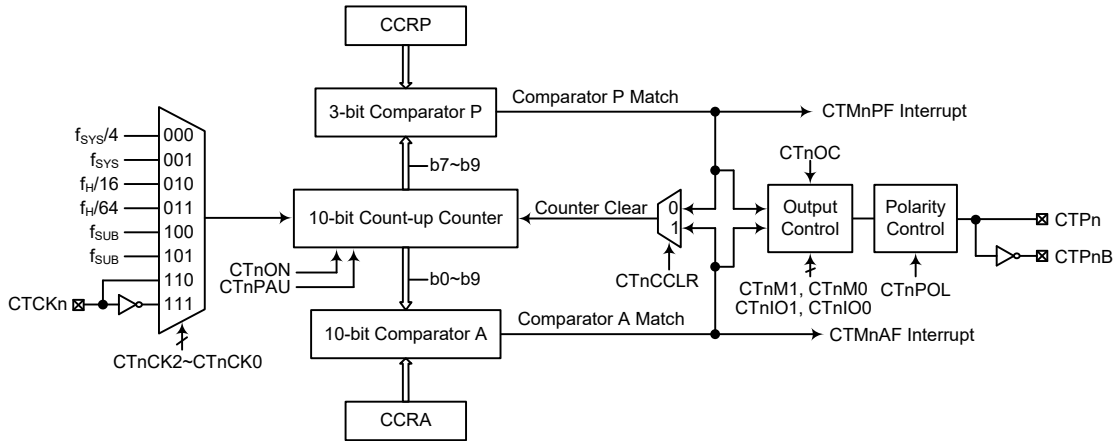 CCRP
3-bit Comparator P
Comparator P Match
CTMnPF Interrupt
b7~b9
fSYS/4
000
fSYS
001
fH/16
010
fH/64
011
fSUB
100
fSUB
101
110
111
CTCKn
CTnCK2~CTnCK0
10-bit Count-up Counter
Counter Clear
0
1
CTnCCLR
CTnON
CTnPAU
b0~b9
CTnOC
Output
Control
Polarity
Control
CTPn
CTPnB
CTnM1, CTnM0
CTnIO1, CTnIO0
CTnPOL
10-bit Comparator A
Comparator A Match
CTMnAF Interrupt
CCRA